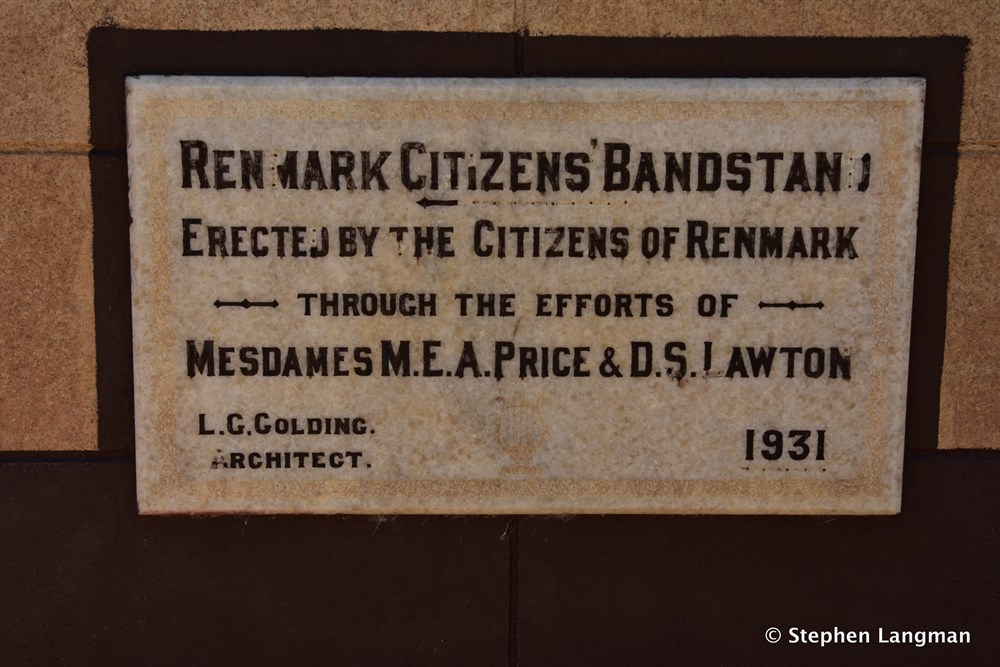 RENMARK CITIZENS' BANDSTAND
ERECTED BY THE CITIZENS OF RENMARK
THROUGH THE EFFORTS OF
MESDAMES M.E.A. PRICE & D.S. LAWTON
L.G. GOLDING.
ARCHITECT.
1931
© Stephen Langman